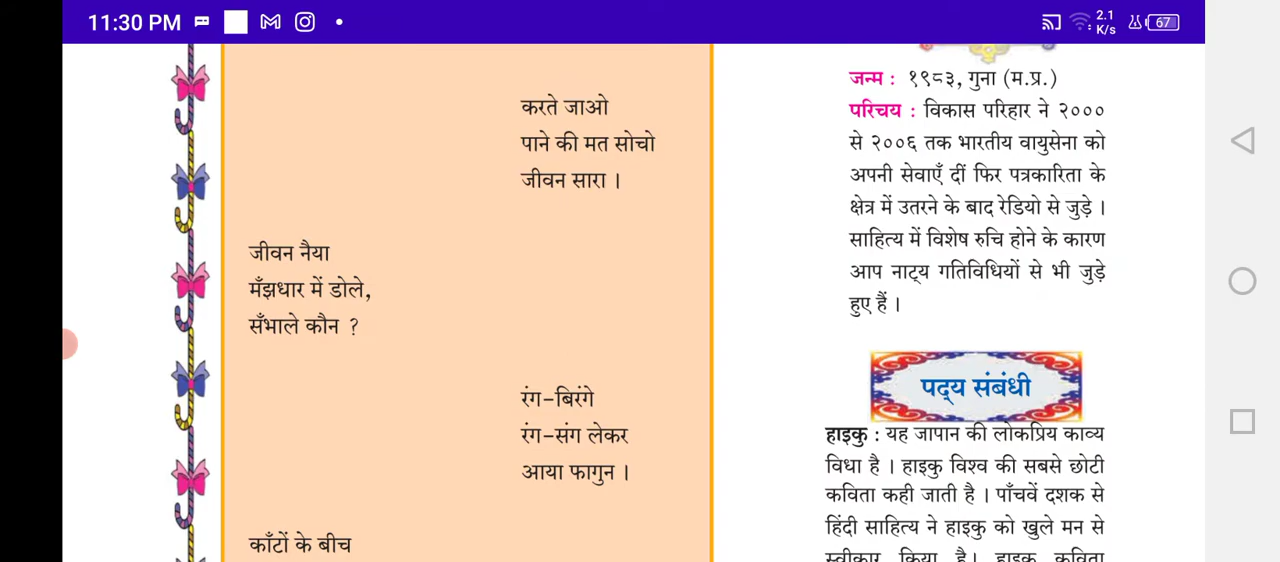 11:30 PM
2.1
K/s
67
करते जाओ
पाने की मत सोचो
जीवन सारा ।
जीवन नैया
मँझधार में डोले,
सँभाले कौन ?
रंग-बिरंगे
रंग-संग लेकर
आया फागुन ।
काँटों के बीच
जन्म : १९८३, गुना (म.प्र.)
परिचय : विकास परिहार ने २०००
से २००६ तक भारतीय वायुसेना को
अपनी सेवाएँ दीं फिर पत्रकारिता के
क्षेत्र में उतरने के बाद रेडियो से जुड़े ।
साहित्य में विशेष रुचि होने के कारण
आप नाट्य गतिविधियों से भी जुड़े
हुए हैं ।
पद्य संबंधी
हाइकु : यह जापान की लोकप्रिय काव्य
विधा है । हाइकु विश्व की सबसे छोटी
कविता कही जाती है । पाँचवें दशक से
हिंदी साहित्य ने हाइकु को खुले मन से
स्वीकार किया है। हाइकु कविता